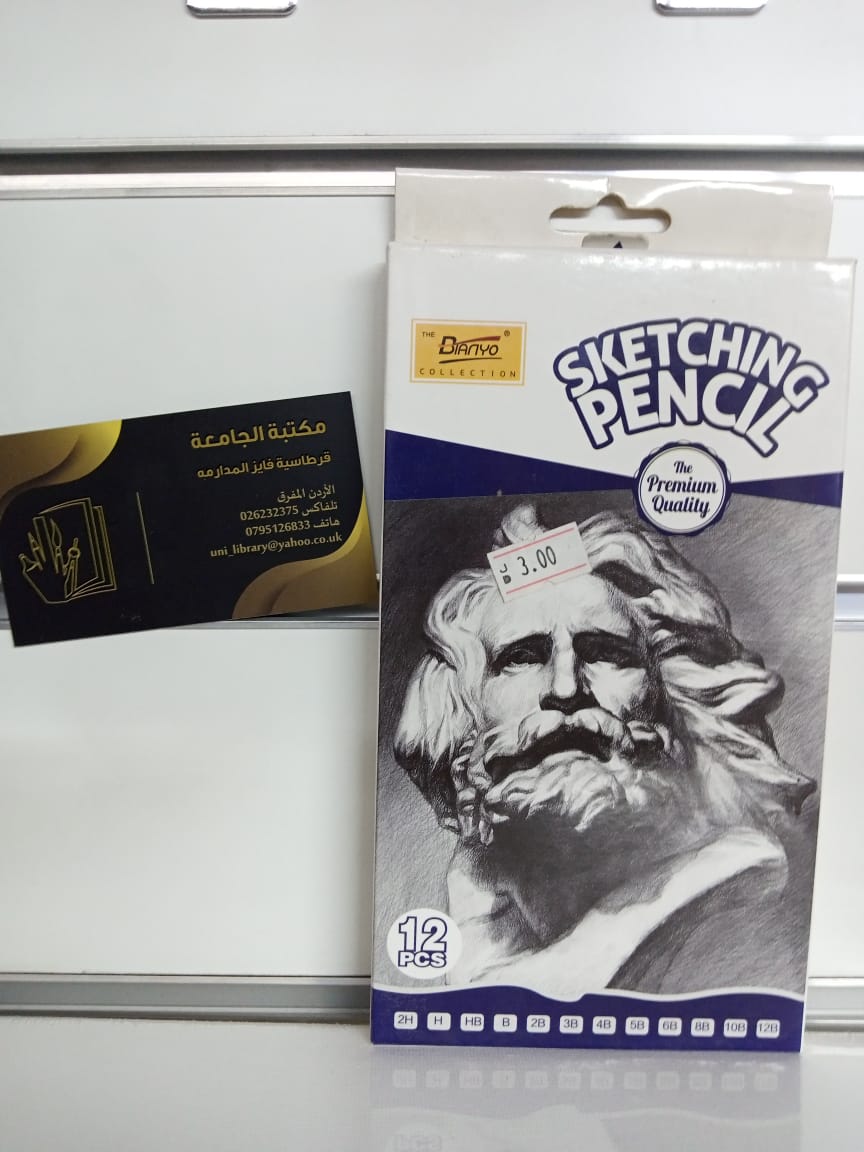 مكتبة الجامعة
قرطاسية فايز المدارمه
الأردن المفرق
تلفاكس 026232375
هاتف 0795126833
uni_library@yahoo.co.uk
THE
BIANYO ®
COLLECTION
SKETCHING
PENCIL
The
Premium
Quality
JD 3.00
12
PCS
2H H HB B 2B 3B 4B 5B 6B 8B 10B 12B